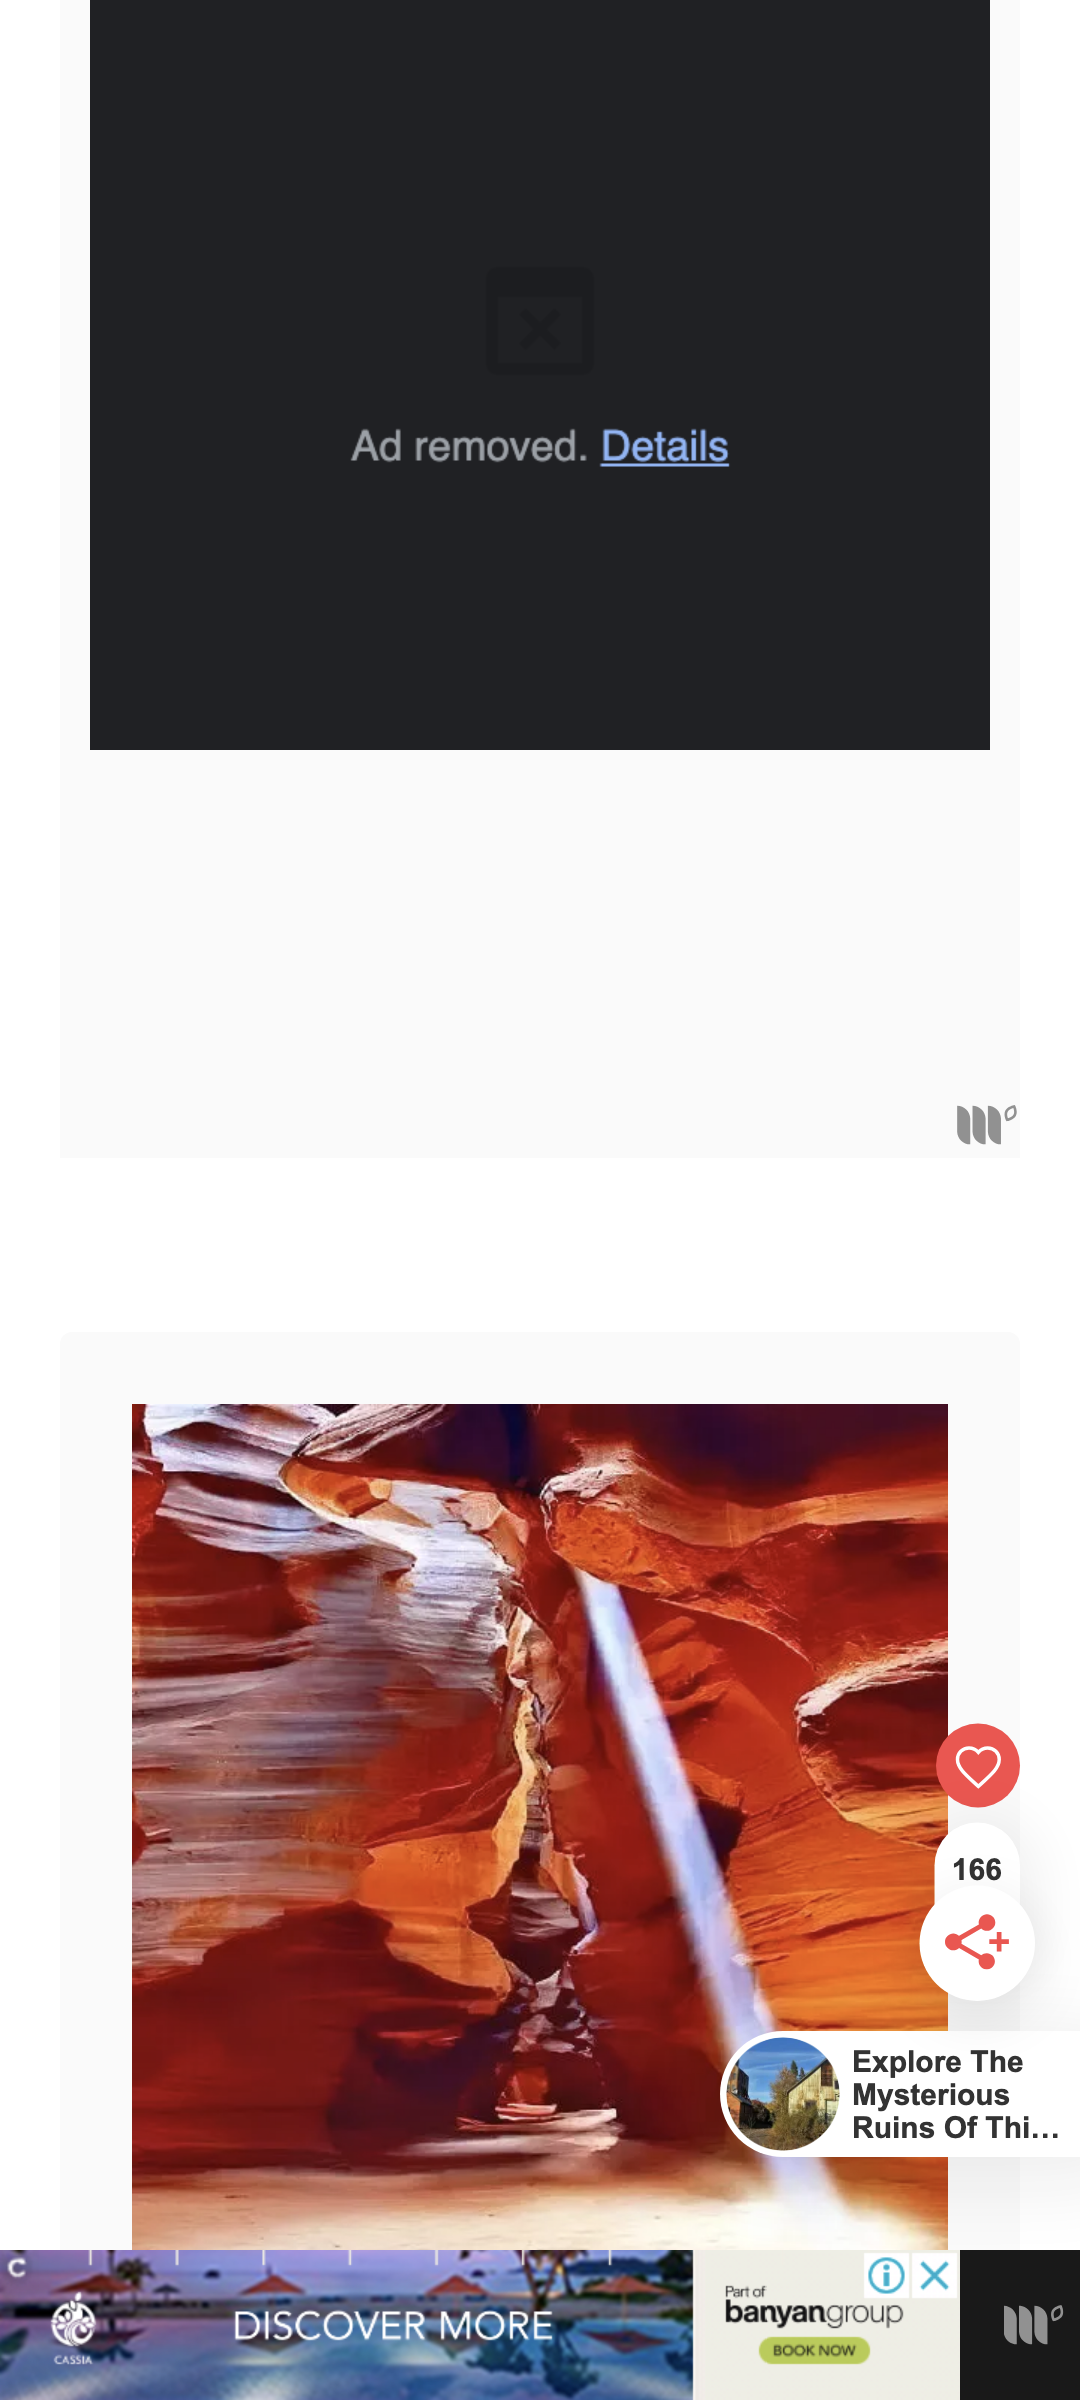 Ad removed. Details
166
Explore The
Mysterious
Ruins Of Thi...
C
CASSIA
DISCOVER MORE
Part of
banyangroup
BOOK NOW